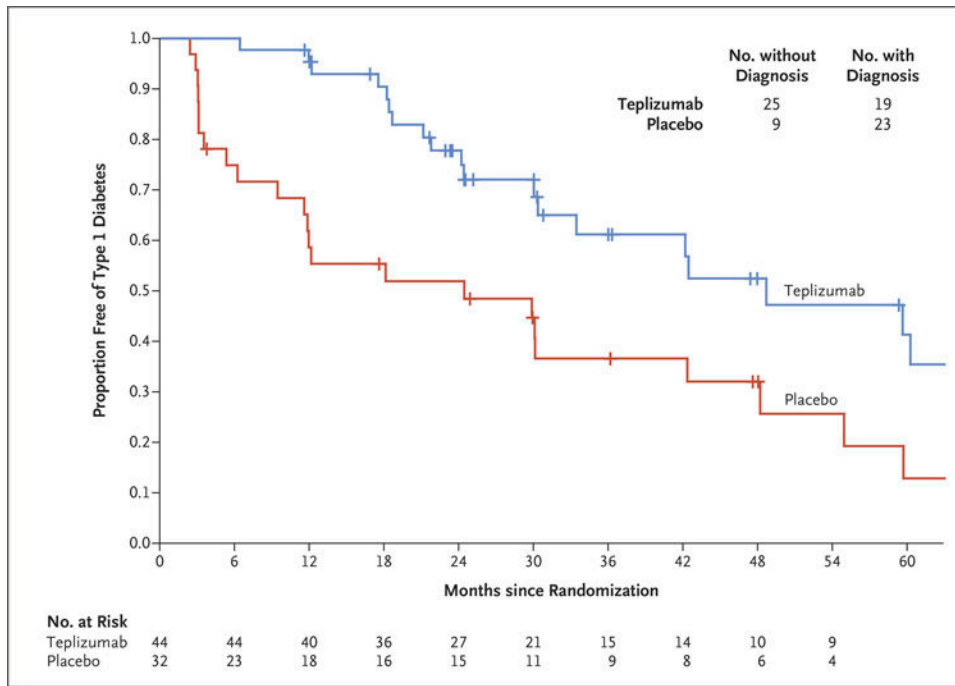 No. without No. with
Diagnosis Diagnosis
Teplizumab 25 19
Placebo 9 23
Proportion Free of Type 1 Diabetes
1.0
0.9
0.8
0.7
0.6
0.5
0.4
0.3
0.2
0.1
0.0
Teplizumab
Placebo
0 6 12 18 24 30 36 42 48 54 60
Months since Randomization
No. at Risk
Teplizumab 44 44 40 36 27 21 15 14 10 9
Placebo 32 23 18 16 15 11 9 8 6 4